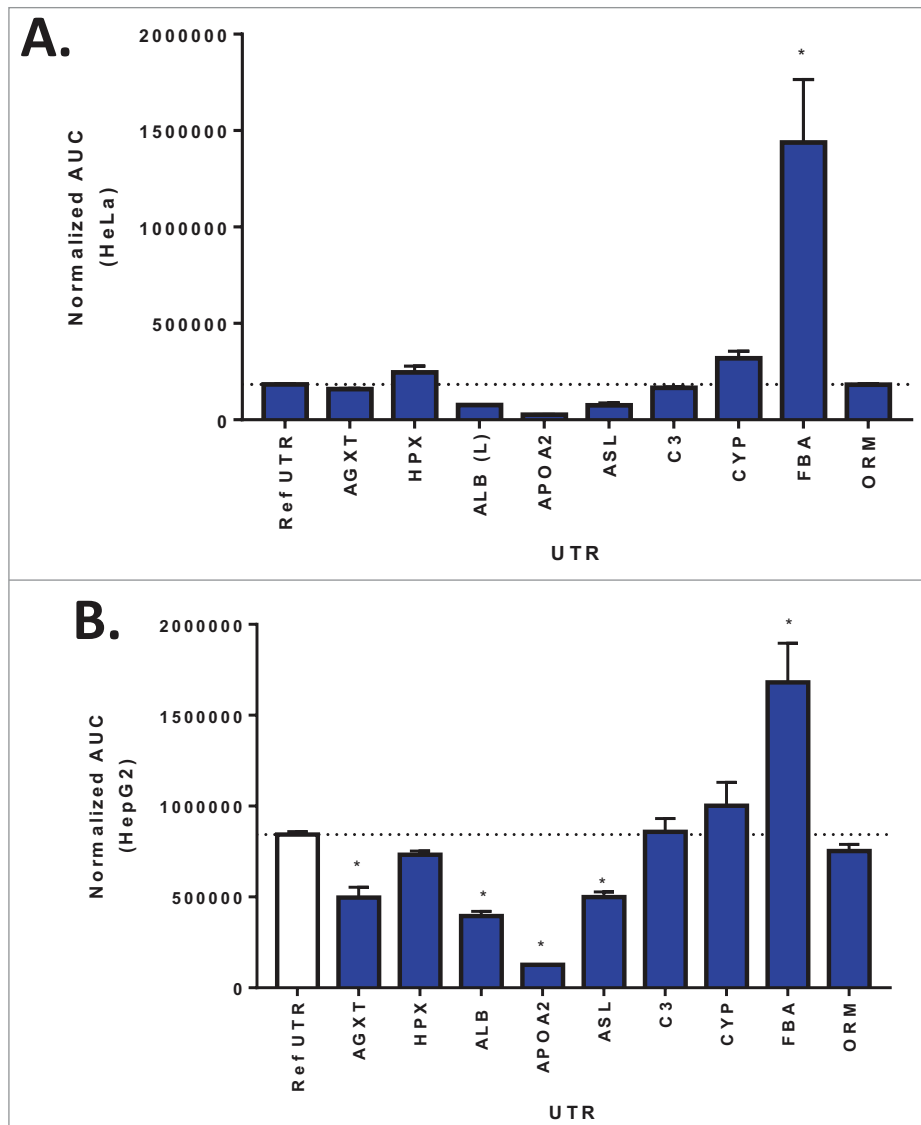 A.
2000000
*
1500000
1000000
500000
0
Normalized AUC
(HeLa)
Ref UTR
AGXT
HPX
ALB (L)
APOA2
ASL
C3
CYP
FBA
ORM
UTR
B.
2000000
*
1500000
1000000
500000
0
Normalized AUC
(HepG2)
*
*
*
*
Ref UTR
AGXT
HPX
ALB
APOA2
ASL
C3
CYP
FBA
ORM
UTR